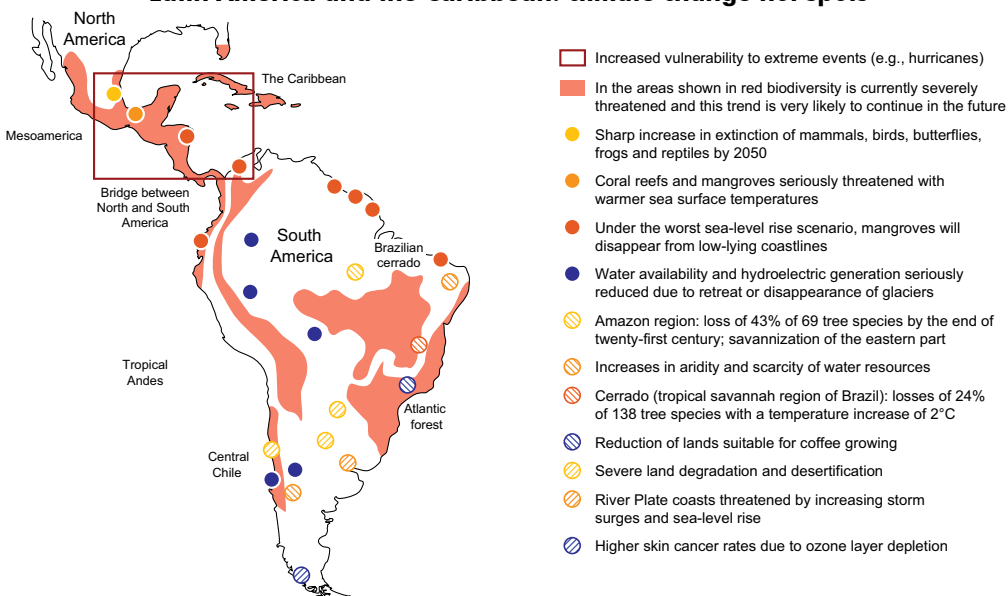 Latin America and the Caribbean: climate change hot spots
North
America
The Caribbean
Mesoamerica
Bridge between
North and South
America
South
America
Brazilian
cerrado
Tropical
Andes
Atlantic
forest
Central
Chile
Increased vulnerability to extreme events (e.g., hurricanes)
In the areas shown in red biodiversity is currently severely
threatened and this trend is very likely to continue in the future
Sharp increase in extinction of mammals, birds, butterflies,
frogs and reptiles by 2050
Coral reefs and mangroves seriously threatened with
warmer sea surface temperatures
Under the worst sea-level rise scenario, mangroves will
disappear from low-lying coastlines
Water availability and hydroelectric generation seriously
reduced due to retreat or disappearance of glaciers
Amazon region: loss of 43% of 69 tree species by the end of
twenty-first century; savannization of the eastern part
Increases in aridity and scarcity of water resources
Cerrado (tropical savannah region of Brazil): losses of 24%
of 138 tree species with a temperature increase of 2°C
Reduction of lands suitable for coffee growing
Severe land degradation and desertification
River Plate coasts threatened by increasing storm
surges and sea-level rise
Higher skin cancer rates due to ozone layer depletion